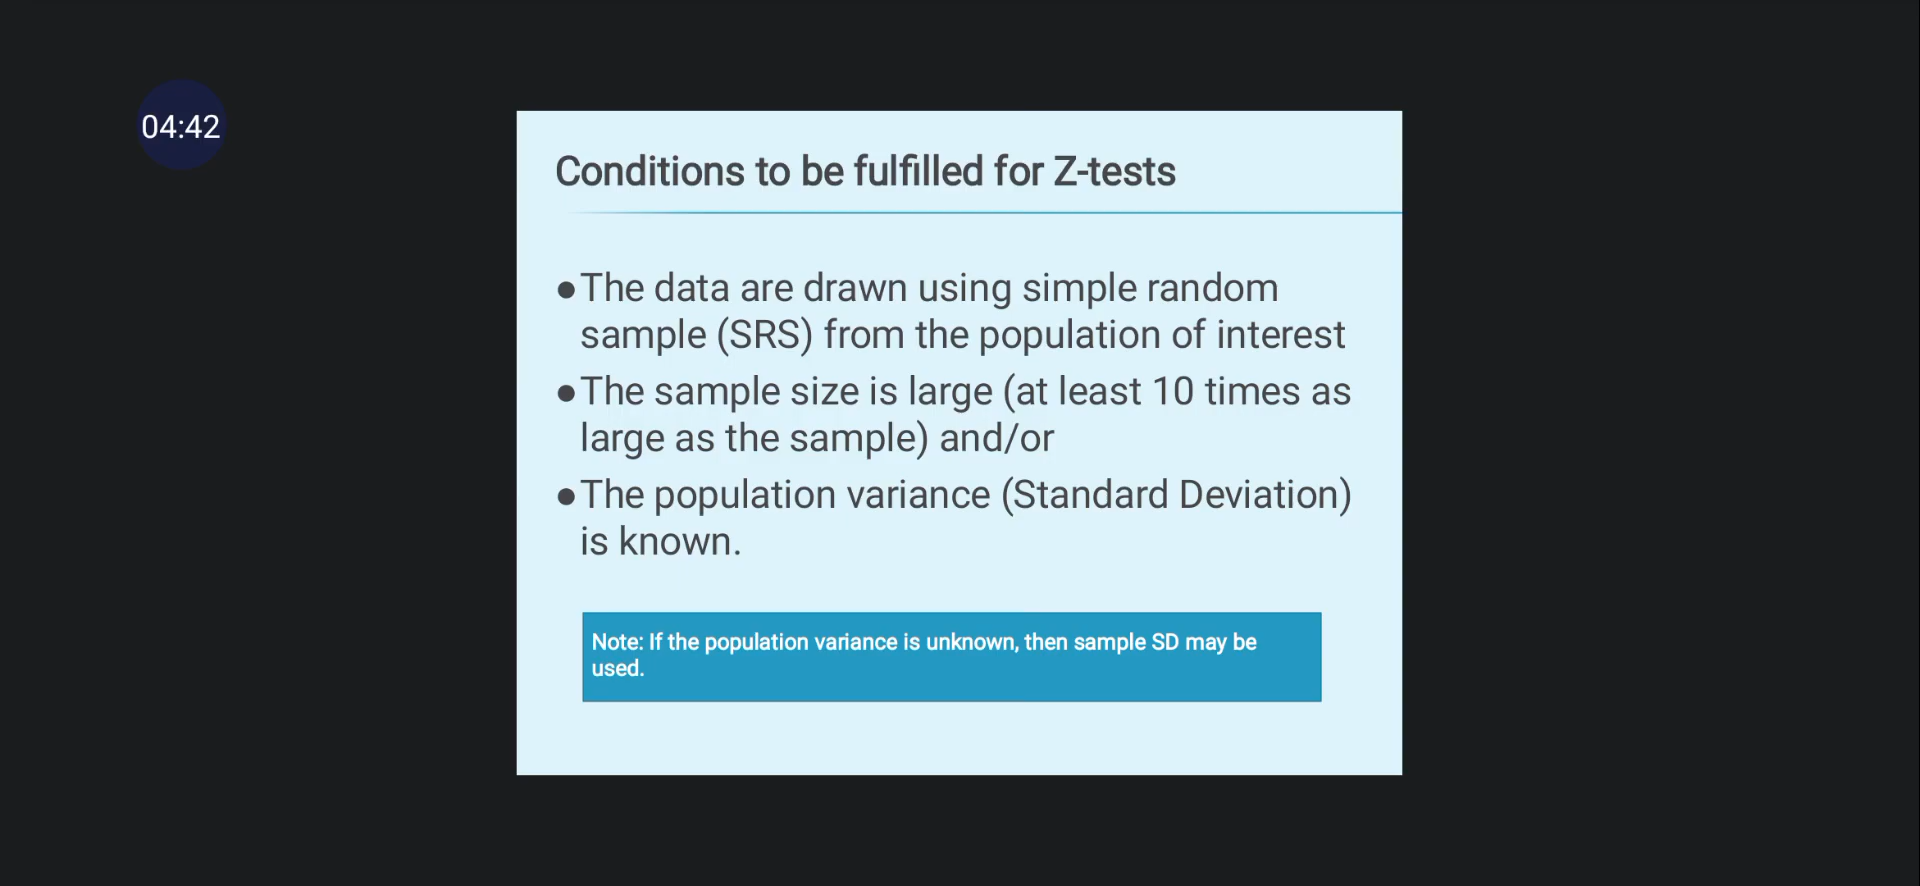 04:42
Conditions to be fulfilled for Z-tests
●The data are drawn using simple random
sample (SRS) from the population of interest
●The sample size is large (at least 10 times as
large as the sample) and/or
●The population variance (Standard Deviation)
is known.
Note: If the population variance is unknown, then sample SD may be
used.